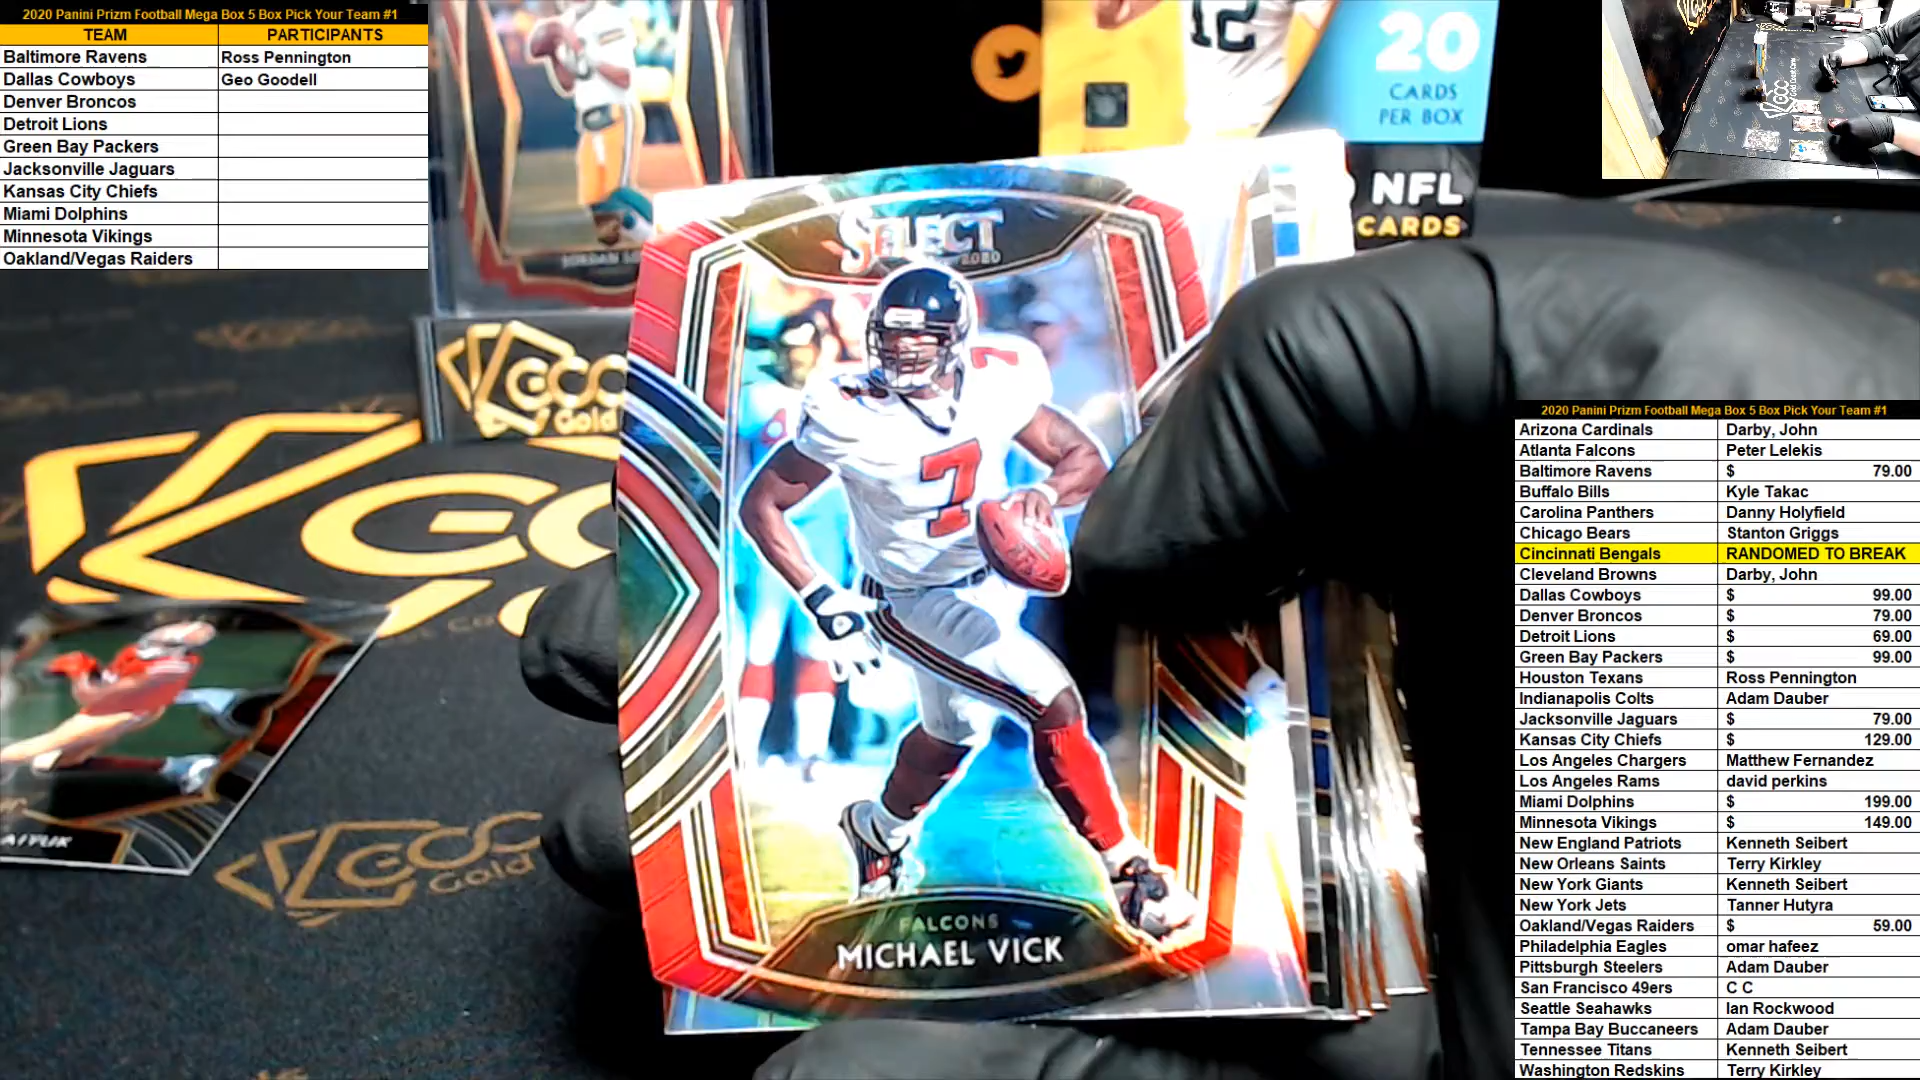 2020 Panini Prizm Football Mega Box 5 Box Pick Your Team #1
TEAM PARTICIPANTS
Baltimore Ravens Ross Pennington
Dallas Cowboys Geo Goodell
Denver Broncos
Detroit Lions
Green Bay Packers
Jacksonville Jaguars
Kansas City Chiefs
Miami Dolphins
Minnesota Vikings
Oakland/Vegas Raiders
12
20
CARDS
PER BOX
NFL
CARDS
SELECT
2020
7
7
FALCONS
MICHAEL VICK
GCC
Gold
GCC
Gold
AIYUK
2020 Panini Prizm Football Mega Box 5 Box Pick Your Team #1
Arizona Cardinals Darby, John
Atlanta Falcons Peter Lelekis
Baltimore Ravens $ 79.00
Buffalo Bills Kyle Takac
Carolina Panthers Danny Holyfield
Chicago Bears Stanton Griggs
Cincinnati Bengals RANDOMED TO BREAK
Cleveland Browns Darby, John
Dallas Cowboys $ 99.00
Denver Broncos $ 79.00
Detroit Lions $ 69.00
Green Bay Packers $ 99.00
Houston Texans Ross Pennington
Indianapolis Colts Adam Dauber
Jacksonville Jaguars $ 79.00
Kansas City Chiefs $ 129.00
Los Angeles Chargers Matthew Fernandez
Los Angeles Rams david perkins
Miami Dolphins $ 199.00
Minnesota Vikings $ 149.00
New England Patriots Kenneth Seibert
New Orleans Saints Terry Kirkley
New York Giants Kenneth Seibert
New York Jets Tanner Hutyra
Oakland/Vegas Raiders $ 59.00
Philadelphia Eagles omar hafeez
Pittsburgh Steelers Adam Dauber
San Francisco 49ers C C
Seattle Seahawks Ian Rockwood
Tampa Bay Buccaneers Adam Dauber
Tennessee Titans Kenneth Seibert
Washington Redskins Terry Kirkley